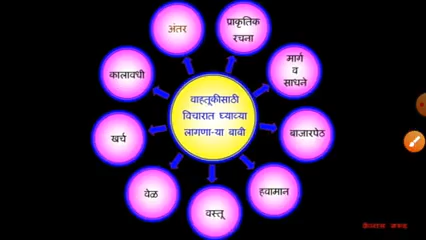 अंतर
प्राकृतिक
रचना
मार्ग
व
साधने
बाजारपेठ
हवामान
वस्तू
वेळ
खर्च
कालावधी
वाहतूकीसाठी
विचारात घ्याव्या
लागणा-या बाबी